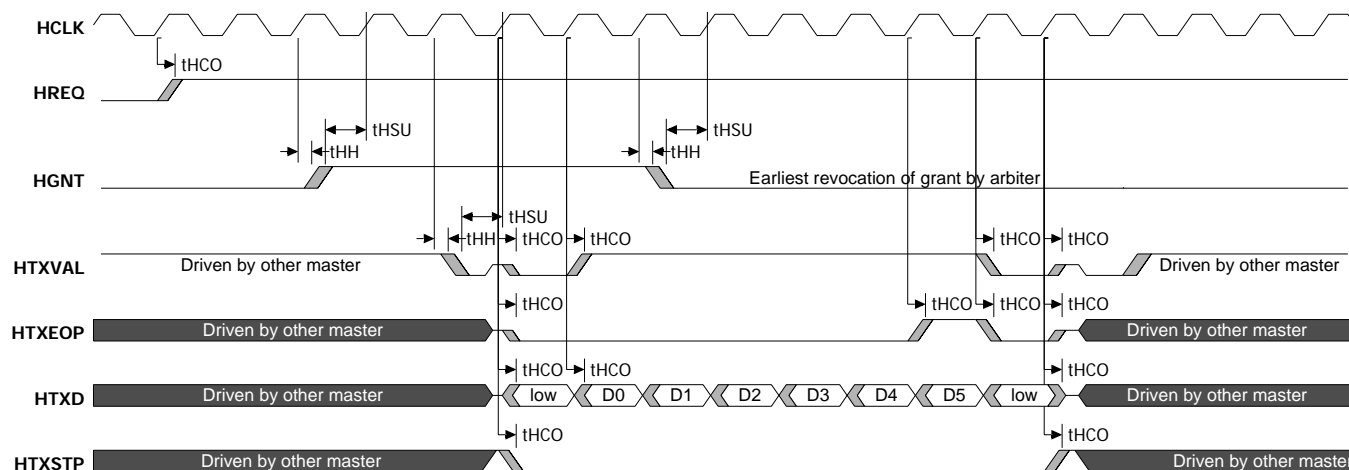 HCLK
tHCO
HREQ
tHSU
tHH
tHSU
tHH
HGNT
Earliest revocation of grant by arbiter
tHSU
tHH
tHCO
tHCO
tHCO
tHCO
HTXVAL
Driven by other master
Driven by other master
tHCO
tHCO
tHCO
tHCO
HTXEOP
Driven by other master
Driven by other master
tHCO
tHCO
tHCO
HTXD
Driven by other master
low
D0
D1
D2
D3
D4
D5
low
Driven by other master
tHCO
tHCO
HTXSTP
Driven by other master
Driven by other master